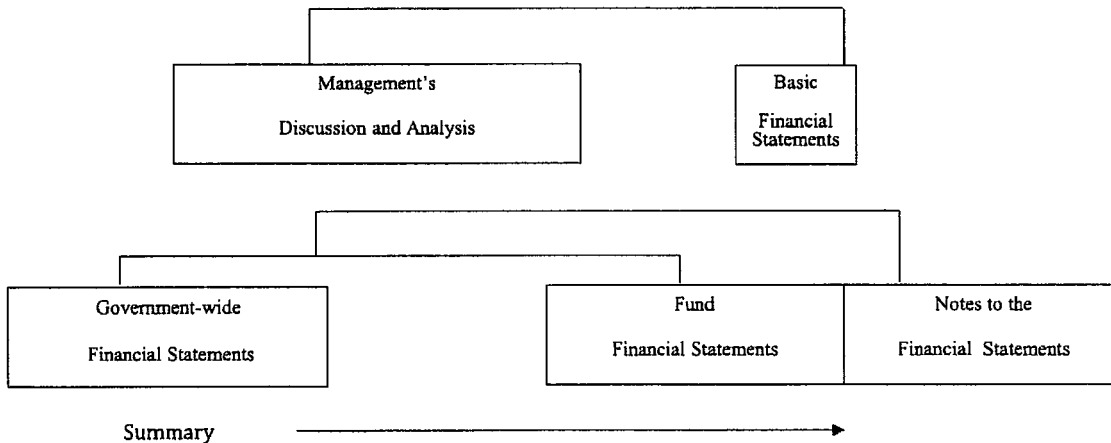 Management's
Discussion and Analysis
Basic
Financial
Statements
Government-wide
Financial Statements
Fund
Financial Statements
Notes to the
Financial Statements
Summary